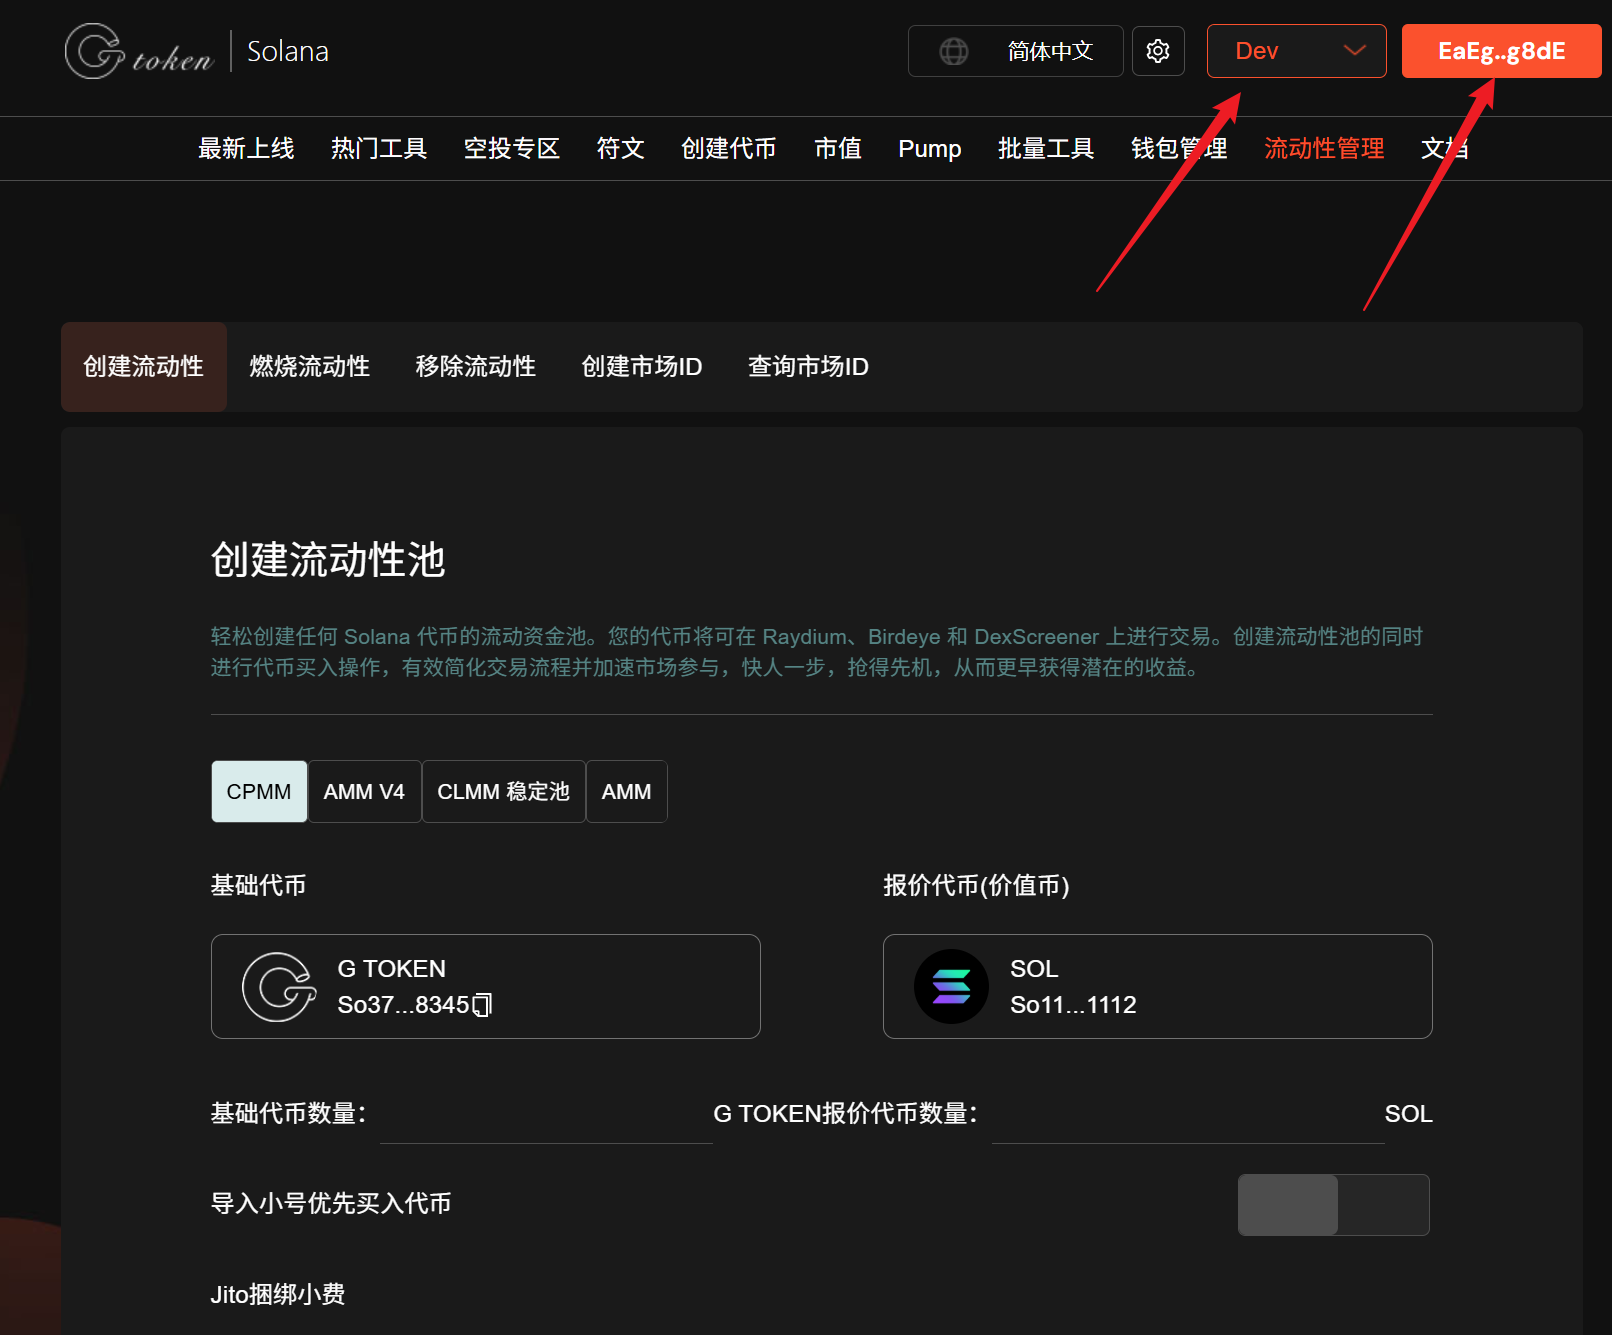 G token | Solana
简体中文
Dev
EaEg..g8dE
最新上线 热门工具 空投专区 符文 创建代币 市值 Pump 批量工具 钱包管理 流动性管理 文档
创建流动性 燃烧流动性 移除流动性 创建市场ID 查询市场ID
创建流动性池
轻松创建任何 Solana 代币的流动资金池。您的代币将可在 Raydium、Birdeye 和 DexScreener 上进行交易。创建流动性池的同时
进行代币买入操作，有效简化交易流程并加速市场参与，快人一步，抢得先机，从而更早获得潜在的收益。
CPMM AMM V4 CLMM 稳定池 AMM
基础代币 报价代币(价值币)
G TOKEN
So37...8345
SOL
So11...1112
基础代币数量： G TOKEN 报价代币数量： SOL
导入小号优先买入代币
Jito捆绑小费